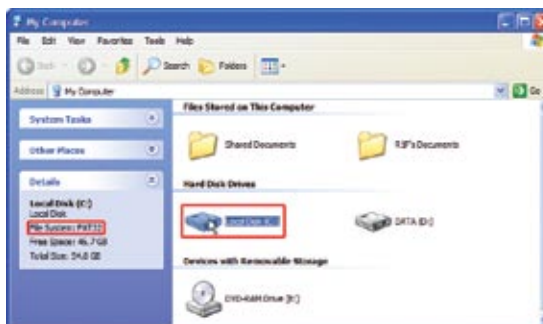 My Computer
File Edit View Favorites Tools Help
Back Search Folders
Address My Computer Go
System Tasks
Other Places
Details
Local Disk (C:)
Local Disk
File System: FAT32
Free Space: 46.7 GB
Total Size: 54.8 GB
Files Stored on This Computer
Shared Documents
Documents
Hard Disk Drives
Local Disk (C:)
DATA (D:)
Devices with Removable Storage
DVD-RAM Drive